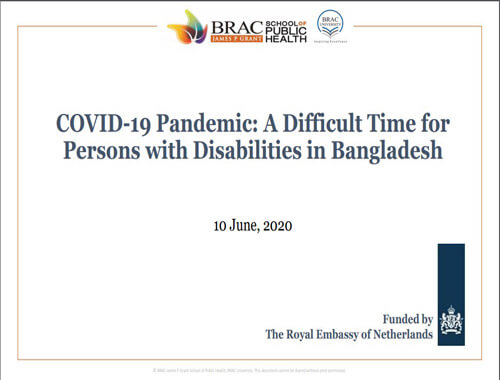 BRAC
JAMES P GRANT
SCHOOL OF
PUBLIC
HEALTH
BRAC
UNIVERSITY
Inspiring Excellence
COVID-19 Pandemic: A Difficult Time for
Persons with Disabilities in Bangladesh
10 June, 2020
Funded by
The Royal Embassy of Netherlands